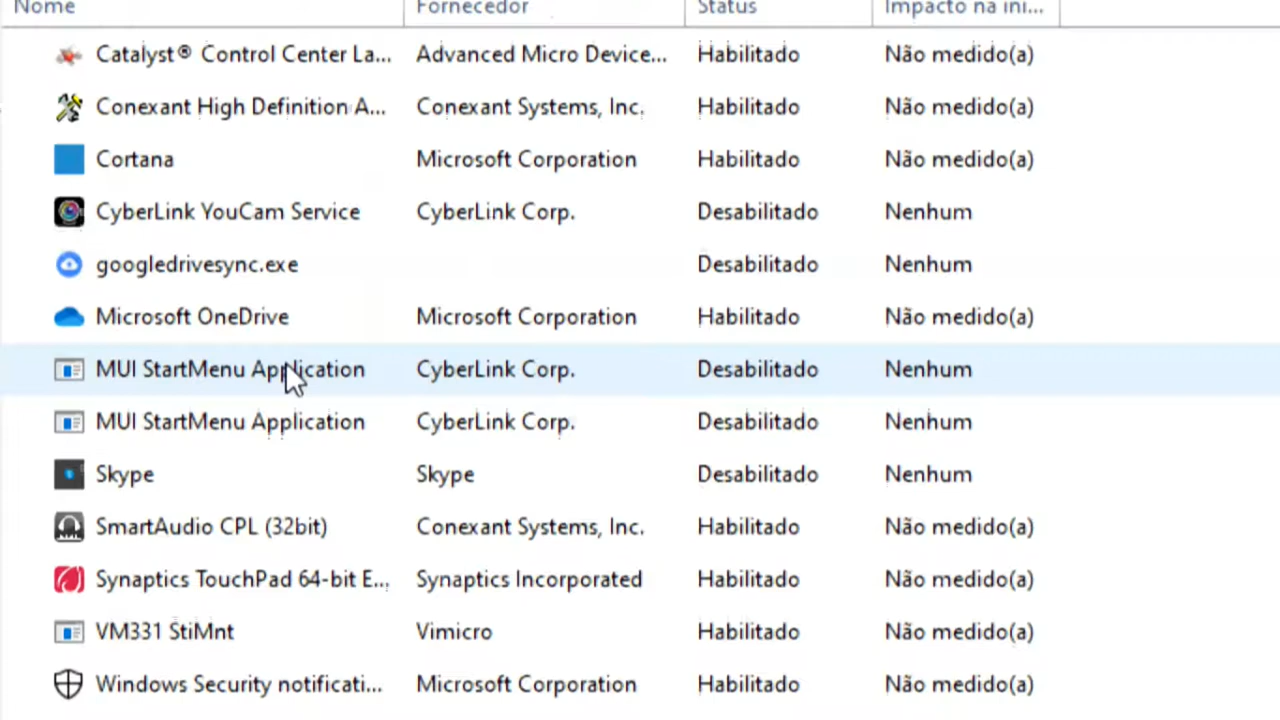 Nome Fornecedor Status Impacto na ini...
Catalyst® Control Center La... Advanced Micro Device... Habilitado Não medido(a)
Conexant High Definition A... Conexant Systems, Inc. Habilitado Não medido(a)
Cortana Microsoft Corporation Habilitado Não medido(a)
CyberLink YouCam Service CyberLink Corp. Desabilitado Nenhum
googledrivesync.exe Desabilitado Nenhum
Microsoft OneDrive Microsoft Corporation Habilitado Não medido(a)
MUI StartMenu Application CyberLink Corp. Desabilitado Nenhum
MUI StartMenu Application CyberLink Corp. Desabilitado Nenhum
Skype Skype Desabilitado Nenhum
SmartAudio CPL (32bit) Conexant Systems, Inc. Habilitado Não medido(a)
Synaptics TouchPad 64-bit E... Synaptics Incorporated Habilitado Não medido(a)
VM331 StiMnt Vimicro Habilitado Não medido(a)
Windows Security notificati... Microsoft Corporation Habilitado Não medido(a)